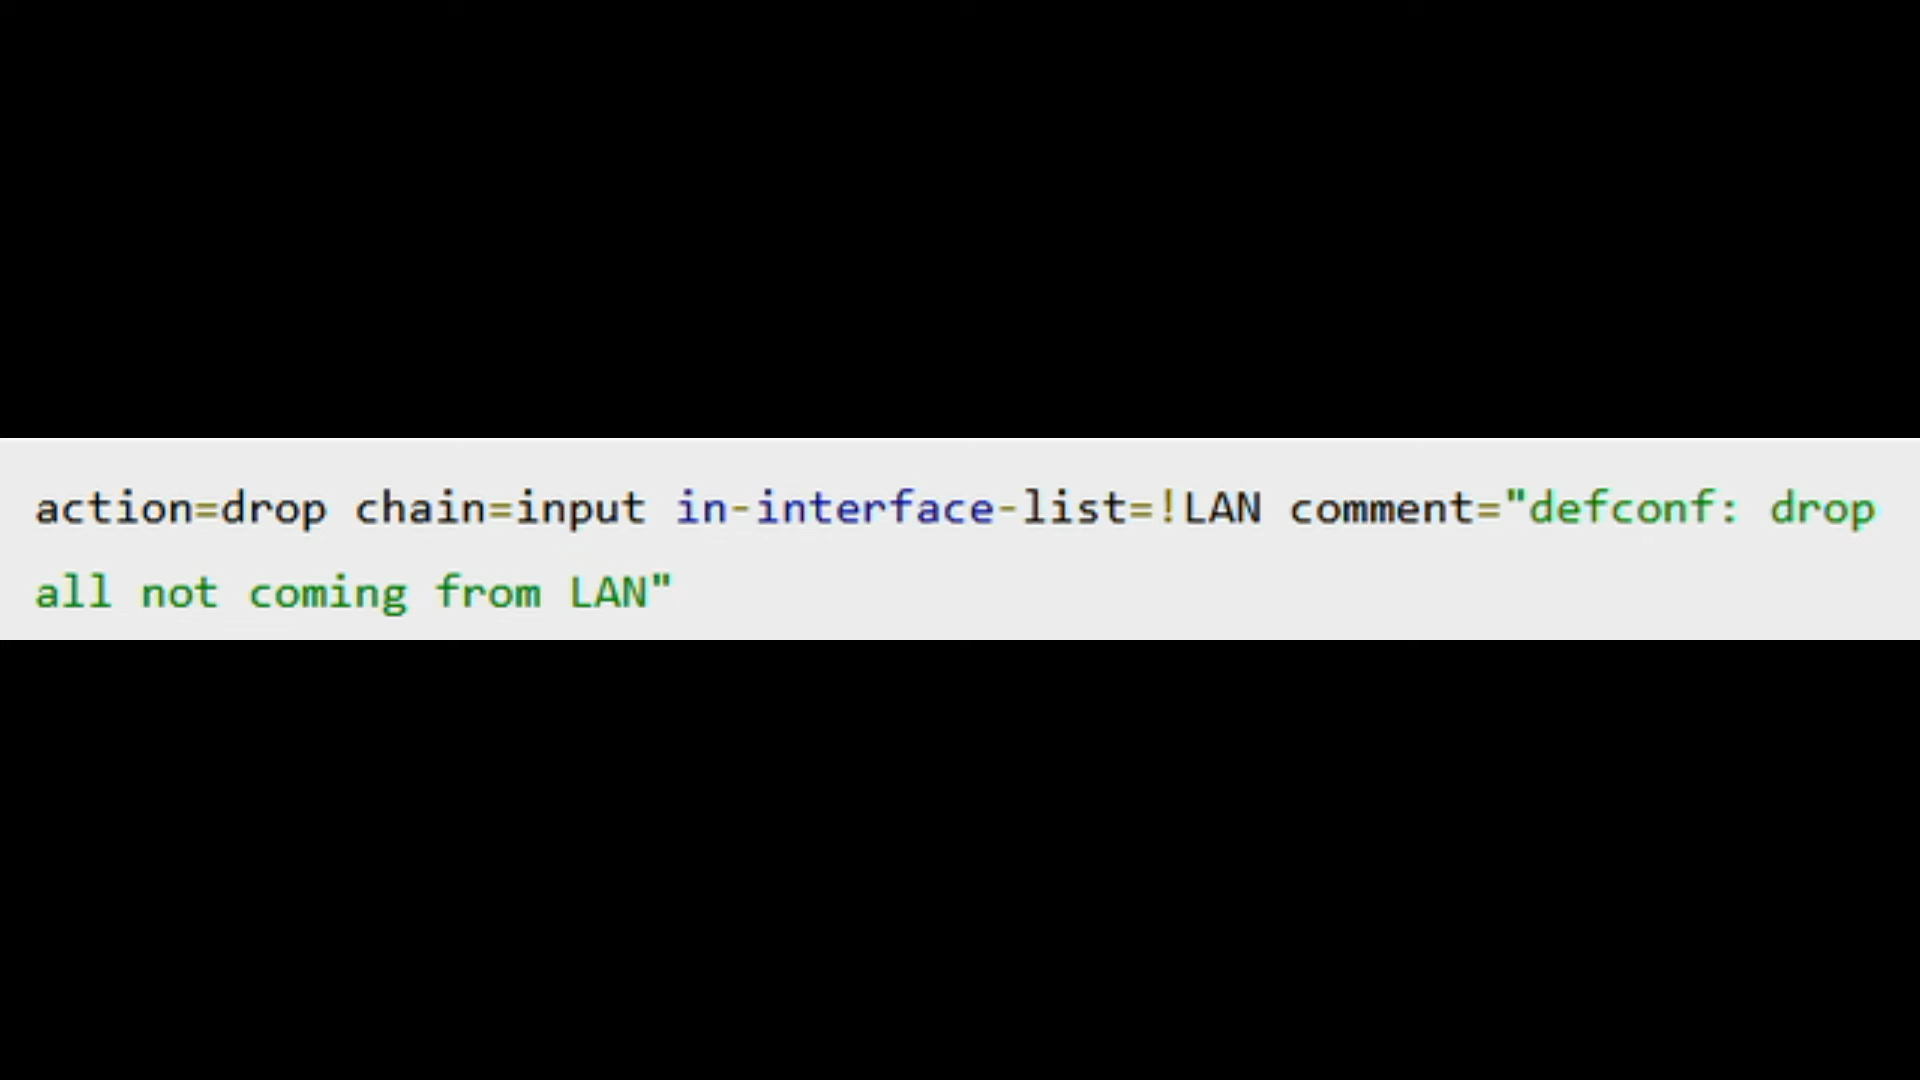 action=drop chain=input in-interface-list=!LAN comment="defconf: drop
all not coming from LAN"